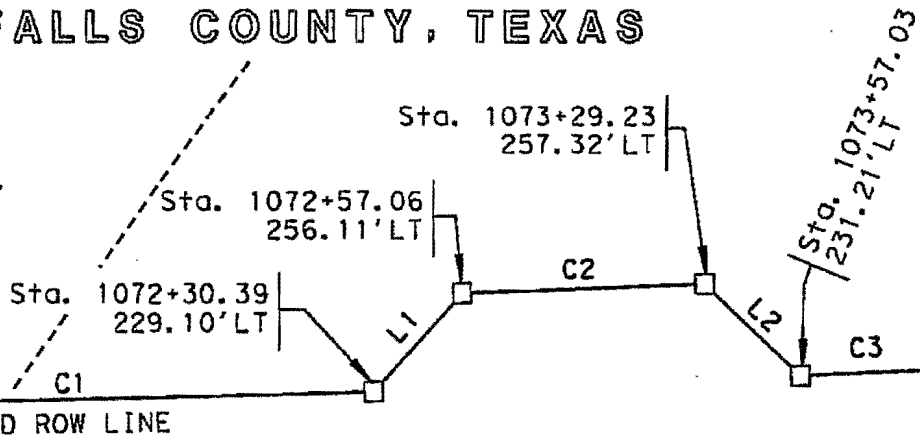 FALLS COUNTY, TEXAS
Sta. 1073+29.23
257.32'LT
Sta. 1073+57.03
231.21'LT
Sta. 1072+57.06
256.11'LT
C2
Sta. 1072+30.39
229.10'LT
L1
L2
C3
C1
D ROW LINE